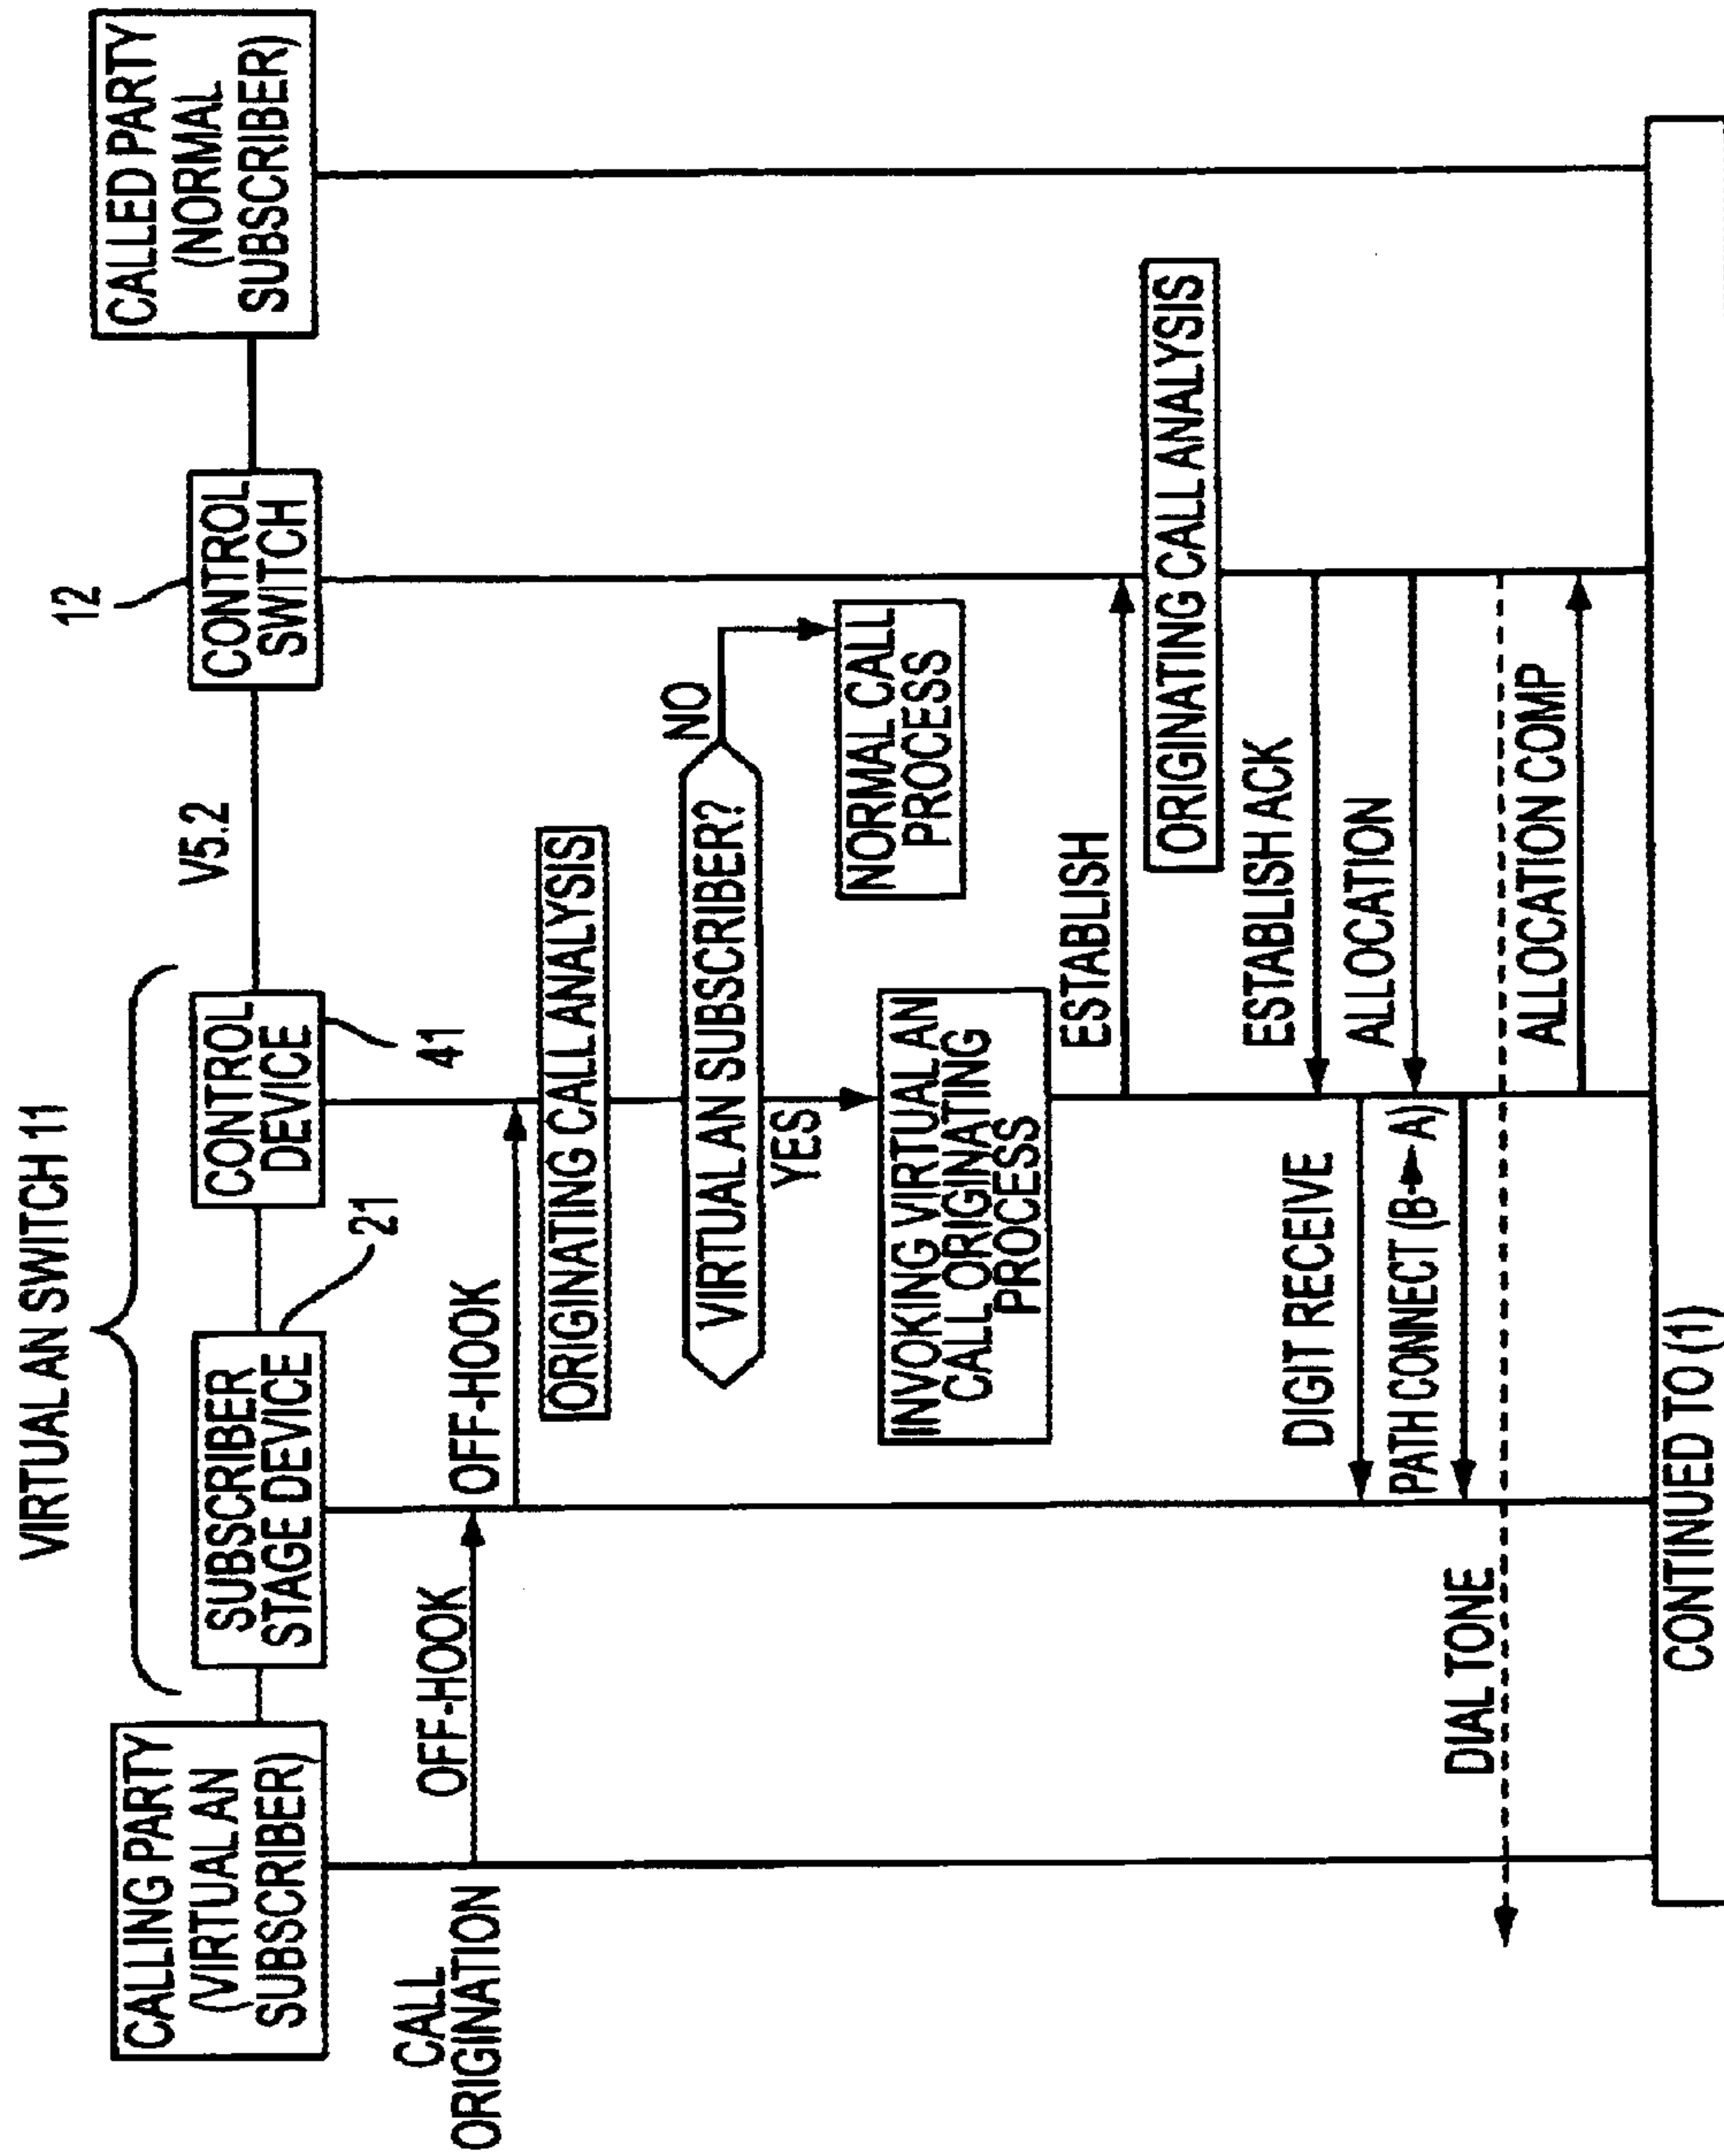 VIRTUAL AN SWITCH 11
CALLING PARTY
(VIRTUAL AN
SUBSCRIBER)
SUBSCRIBER
STAGE DEVICE
21
CONTROL
DEVICE
41
V5.2
CONTROL
SWITCH
12
CALLED PARTY
(NORMAL
SUBSCRIBER)
CALL
ORIGINATION
OFF-HOOK
OFF-HOOK
ORIGINATING CALL ANALYSIS
VIRTUAL AN SUBSCRIBER?
NO
YES
NORMAL CALL
PROCESS
INVOKING VIRTUAL AN
CALL ORIGINATING
PROCESS
ESTABLISH
ORIGINATING CALL ANALYSIS
ESTABLISH ACK
DIGIT RECEIVE
ALLOCATION
PATH CONNECT (B→A)
DIAL TONE
ALLOCATION COMP
CONTINUED TO (1)